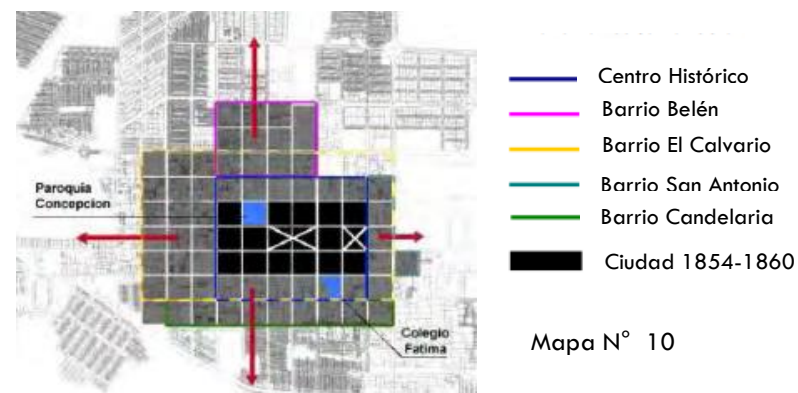 Paroquia
Concepcion
Colegio
Fatima
Centro Histórico
Barrio Belén
Barrio El Calvario
Barrio San Antonio
Barrio Candelaria
Ciudad 1854-1860
Mapa N° 10